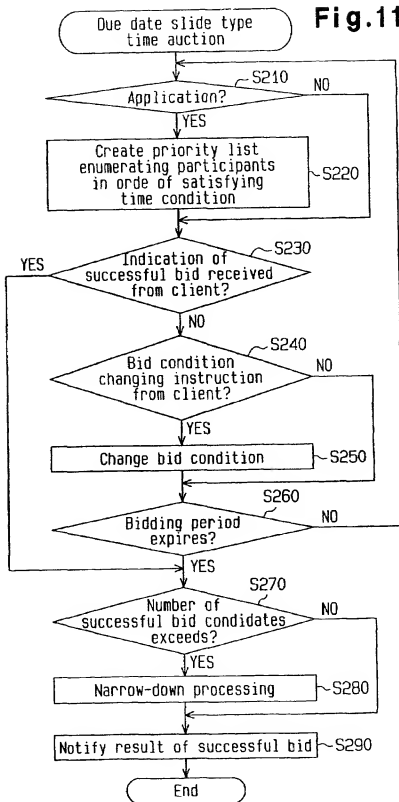 Fig.11
Due date slide type
time auction
S210
Application?
NO
YES
Create priority list
enumerating participants
in orde of satisfying
time condition
S220
S230
YES
Indication of
successful bid received
from client?
NO
S240
Bid condition
changing instruction
from client?
NO
YES
Change bid condition
S250
S260
Bidding period
expires?
NO
YES
S270
Number of
successful bid candidates
exceeds?
NO
YES
Narrow-down processing
S280
Notify result of successful bid
S290
End